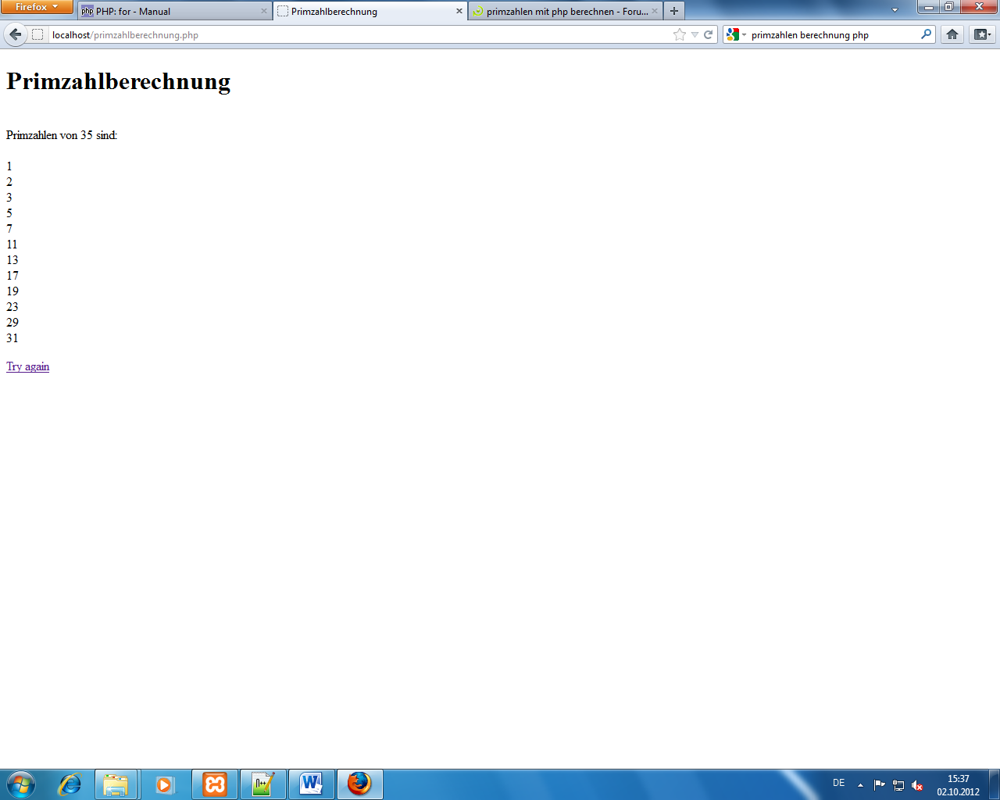 Firefox
php PHP: for - Manual
Primzahlberechnung
primzahlen mit php berechnen - Foru...
localhost/primzahlberechnung.php
primzahlen berechnung php
Primzahlberechnung
Primzahlen von 35 sind:
1
2
3
5
7
11
13
17
19
23
29
31
Try again
DE
15:37
02.10.2012